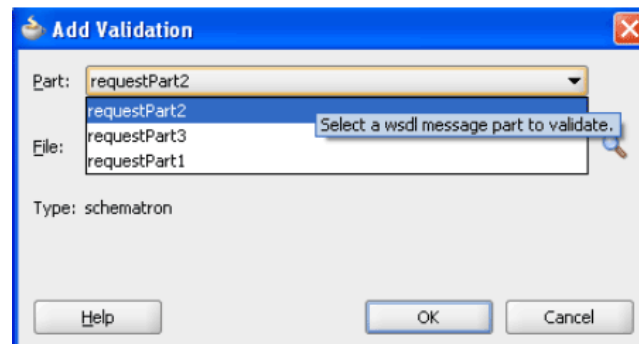 Add Validation
Part: requestPart2
requestPart2
Select a wsdl message part to validate.
requestPart3
File:
requestPart1
Type: schematron
Help OK Cancel